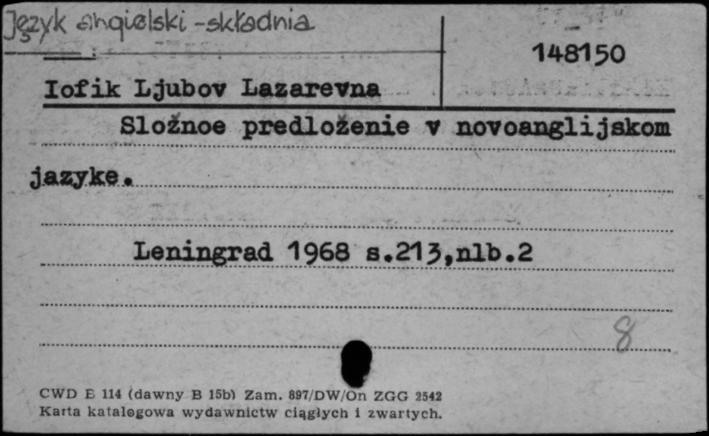 Język angielski - składnia
148150
Iofik Ljubov Lazarevna
Složnoe predloženie v novoanglijskom
jazyke.
Leningrad 1968 s.213,nlb.2
8
CWD E 114 (dawny B 15b) Zam. 897/DW/On ZGG 2542
Karta katalogowa wydawnictw ciągłych i zwartych.